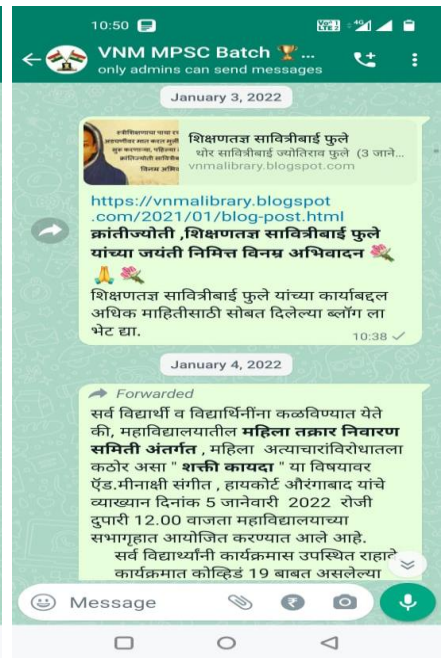 10:50
VNM MPSC Batch 🏆 ...
only admins can send messages
January 3, 2022
शिक्षणतज्ञ सावित्रीबाई फुले
थोर सावित्रीबाई ज्योतिराव फुले (3 जाने...
vnmalibrary.blogspot.com
https://vnmalibrary.blogspot
.com/2021/01/blog-post.html
क्रांतीज्योती ,शिक्षणतज्ञ सावित्रीबाई फुले
यांच्या जयंती निमित्त विनम्र अभिवादन 💐
🙏 💐
शिक्षणतज्ञ सावित्रीबाई फुले यांच्या कार्याबद्दल
अधिक माहितीसाठी सोबत दिलेल्या ब्लॉग ला
भेट द्या.
10:38
January 4, 2022
Forwarded
सर्व विद्यार्थी व विद्यार्थिनींना कळविण्यात येते
की, महाविद्यालयातील महिला तक्रार निवारण
समिती अंतर्गत , महिला अत्याचारांविरोधातला
कठोर असा " शक्ती कायदा " या विषयावर
ऍड.मीनाक्षी संगीत , हायकोर्ट औरंगाबाद यांचे
व्याख्यान दिनांक 5 जानेवारी 2022 रोजी
दुपारी 12.00 वाजता महाविद्यालयाच्या
सभागृहात आयोजित करण्यात आले आहे.
सर्व विद्यार्थ्यांनी कार्यक्रमास उपस्थित राहावे
कार्यक्रमात कोव्हिडं 19 बाबत असलेल्या
Message